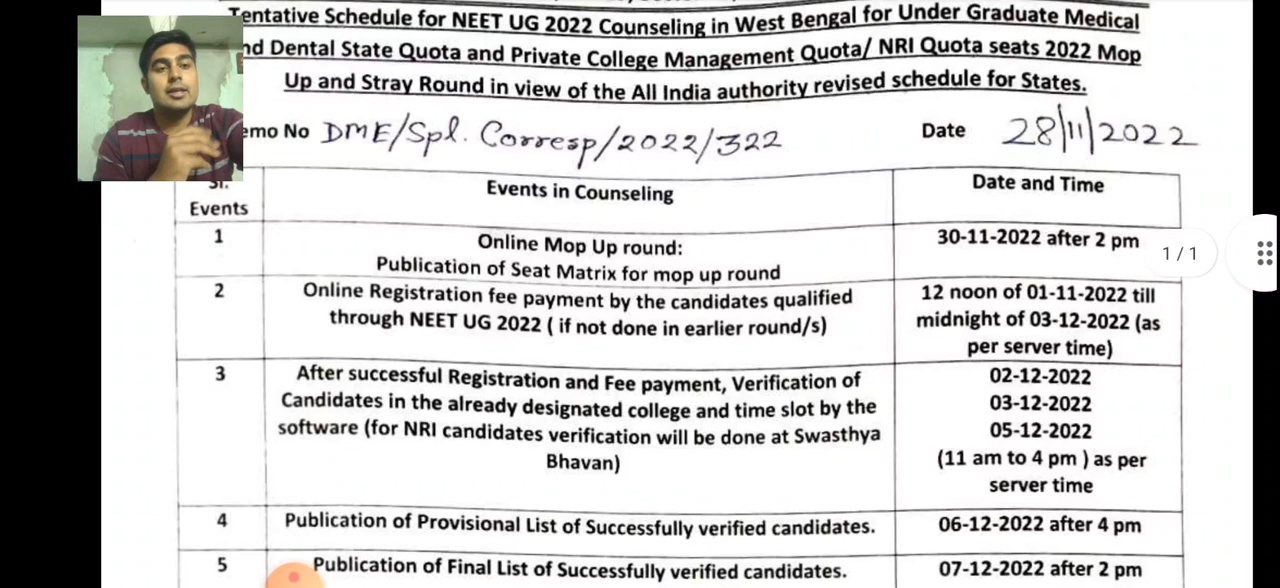 Tentative Schedule for NEET UG 2022 Counseling in West Bengal for Under Graduate Medical
nd Dental State Quota and Private College Management Quota/ NRI Quota seats 2022 Mop
Up and Stray Round in view of the All India authority revised schedule for States.
emo No DME/Spl. Corresp/2022/322 Date 28/11/2022
Sl.
Events
Events in Counseling
Date and Time
1
Online Mop Up round:
Publication of Seat Matrix for mop up round
30-11-2022 after 2 pm
1 / 1
2
Online Registration fee payment by the candidates qualified
through NEET UG 2022 ( if not done in earlier round/s)
12 noon of 01-11-2022 till
midnight of 03-12-2022 (as
per server time)
3
After successful Registration and Fee payment, Verification of
Candidates in the already designated college and time slot by the
software (for NRI candidates verification will be done at Swasthya
Bhavan)
02-12-2022
03-12-2022
05-12-2022
(11 am to 4 pm ) as per
server time
4
Publication of Provisional List of Successfully verified candidates.
06-12-2022 after 4 pm
5
Publication of Final List of Successfully verified candidates.
07-12-2022 after 2 pm